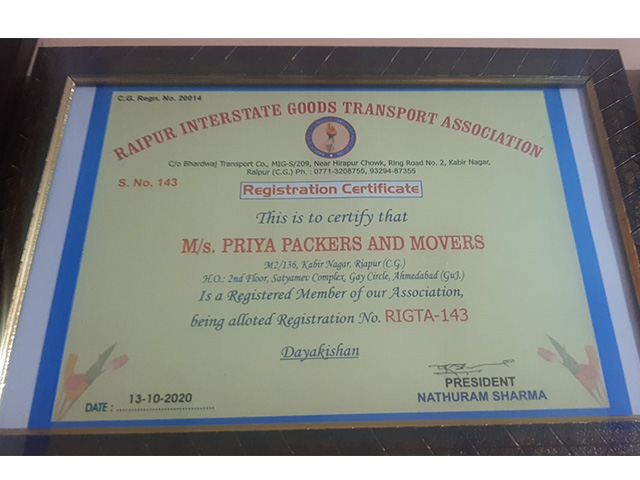 C.G. Regn. No. 20014
RAIPUR INTERSTATE GOODS TRANSPORT ASSOCIATION
C/o Bhardwaj Transport Co., MIG-S/209, Near Hirapur Chowk, Ring Road No. 2, Kabir Nagar,
Raipur (C.G.) Ph. : 0771-3208755, 93294-87355
S. No. 143
Registration Certificate
This is to certify that
M/s. PRIYA PACKERS AND MOVERS
M2/136, Kabir Nagar, Riapur (C.G.)
H.O.: 2nd Floor, Satyamev Complex, Gay Circle, Ahmedabad (Guj.)
Is a Registered Member of our Association,
being alloted Registration No. RIGTA-143
Dayakishan
PRESIDENT
NATHURAM SHARMA
DATE : 13-10-2020